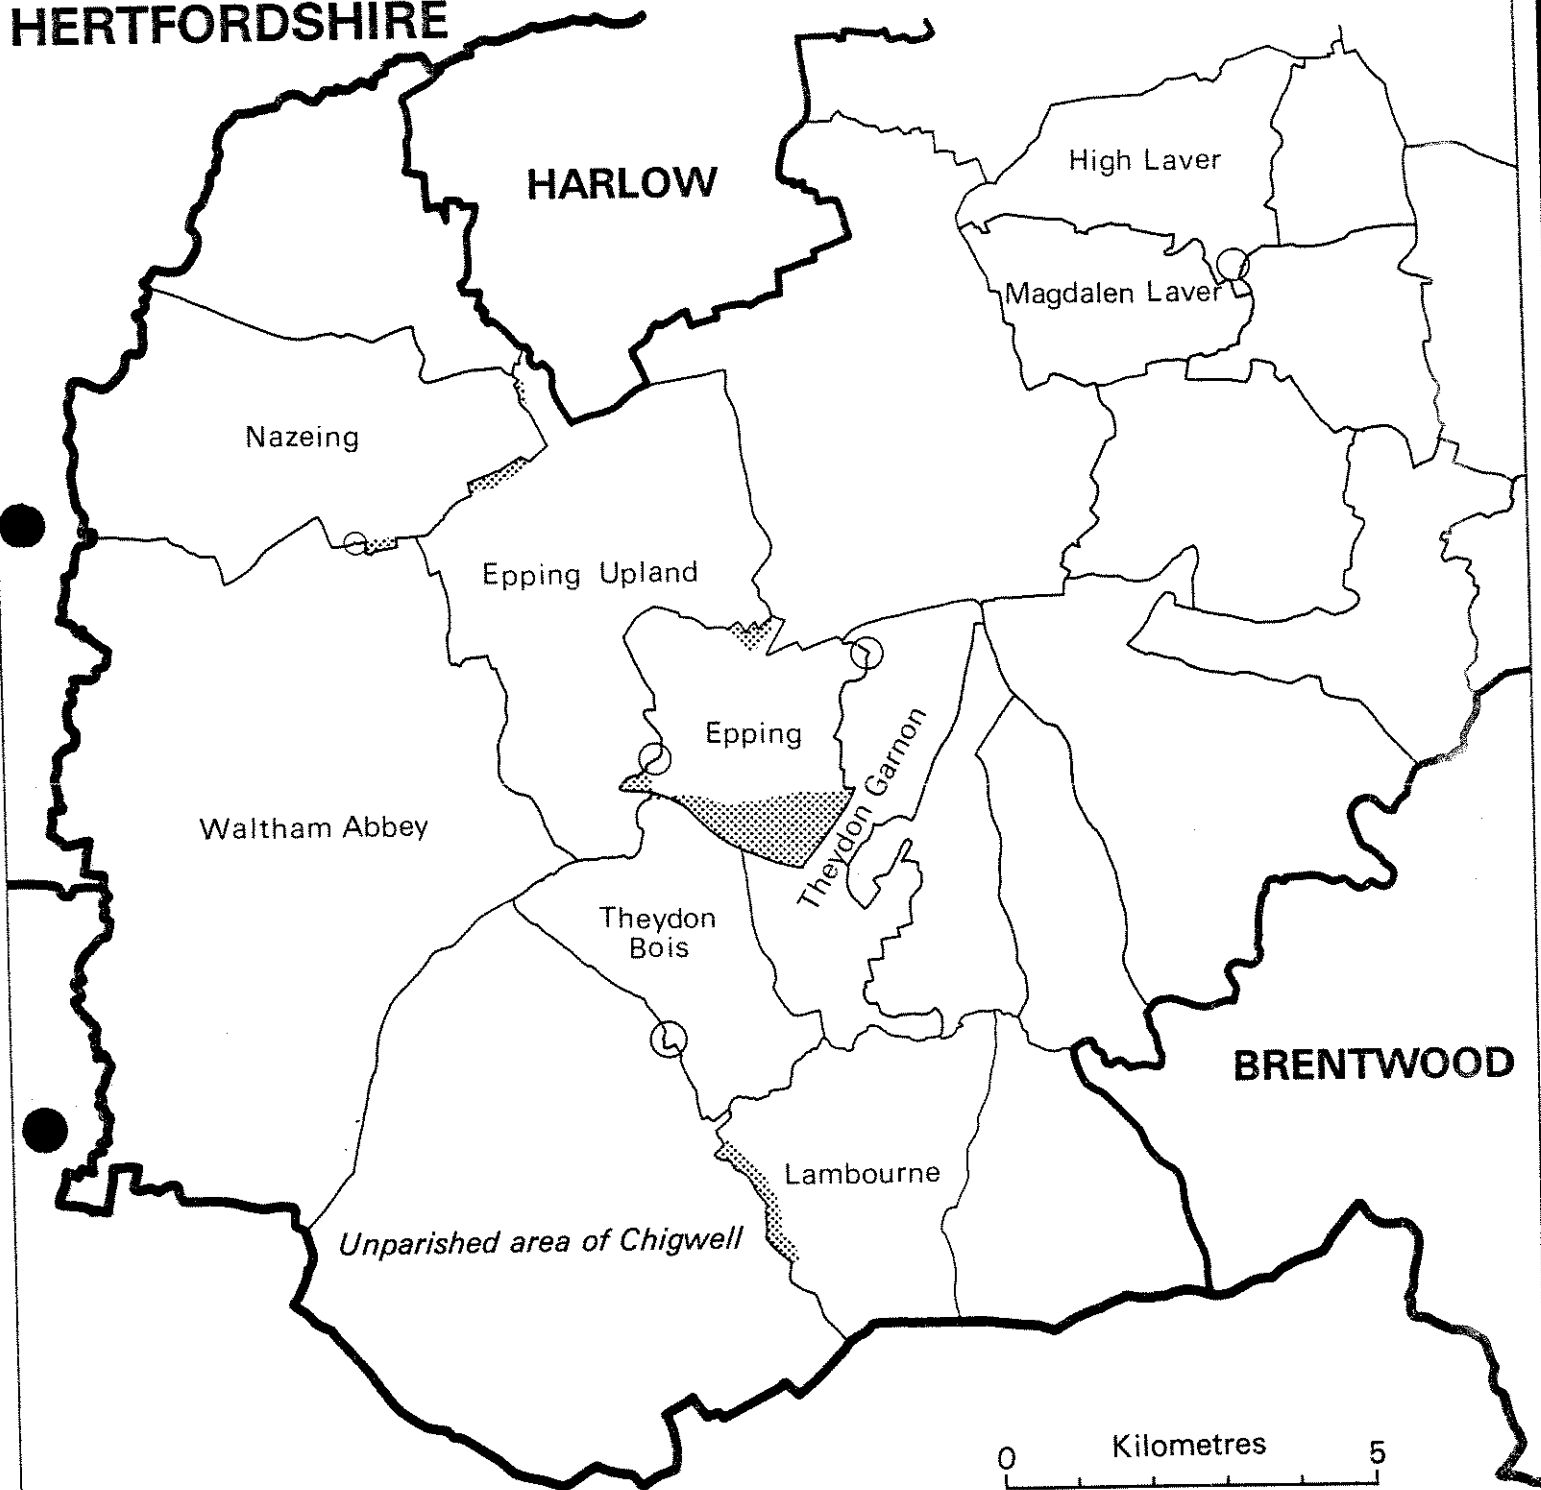 HERTFORDSHIRE
HARLOW
High Laver
Magdalen Laver
Nazeing
Epping Upland
Epping
Theydon Garnon
Waltham Abbey
Theydon
Bois
BRENTWOOD
Lambourne
Unparished area of Chigwell
Kilometres
0 5